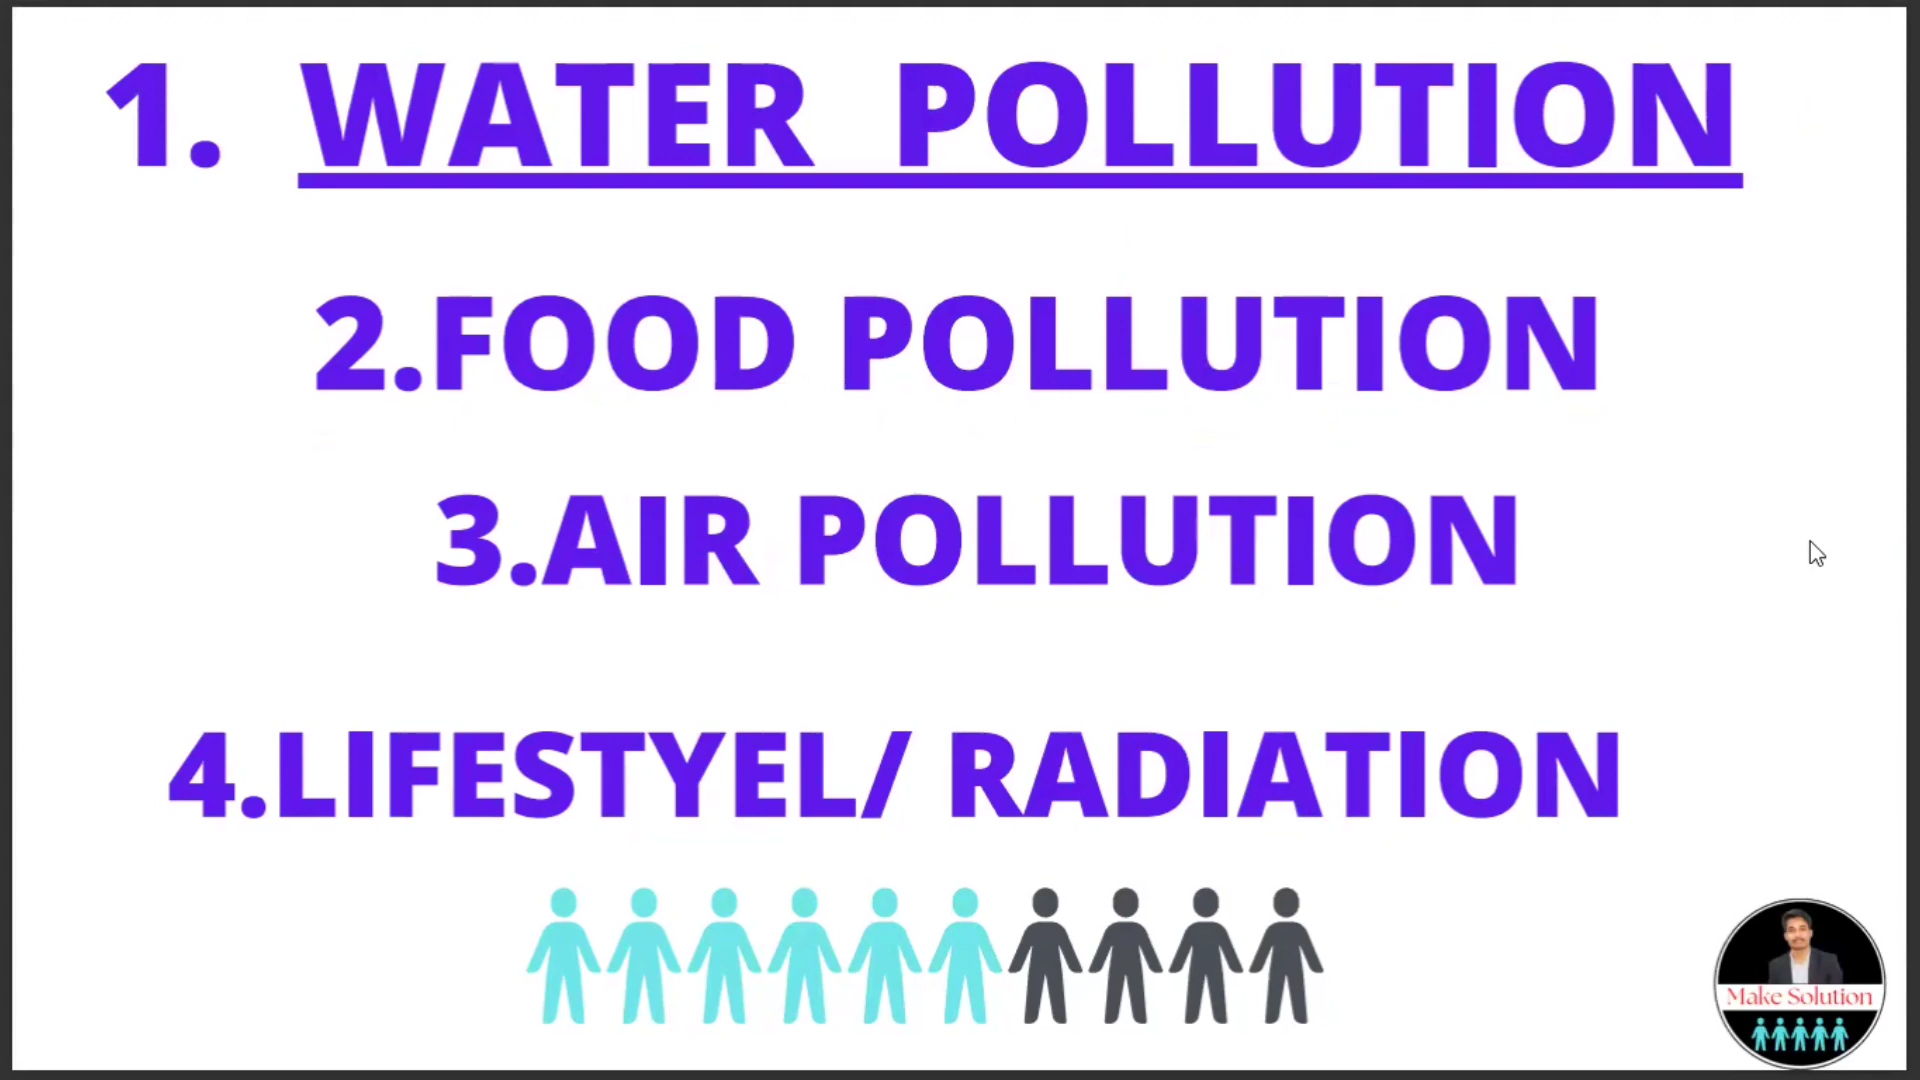 1. WATER POLLUTION
2.FOOD POLLUTION
3.AIR POLLUTION
4.LIFESTYEL/ RADIATION
Make Solution